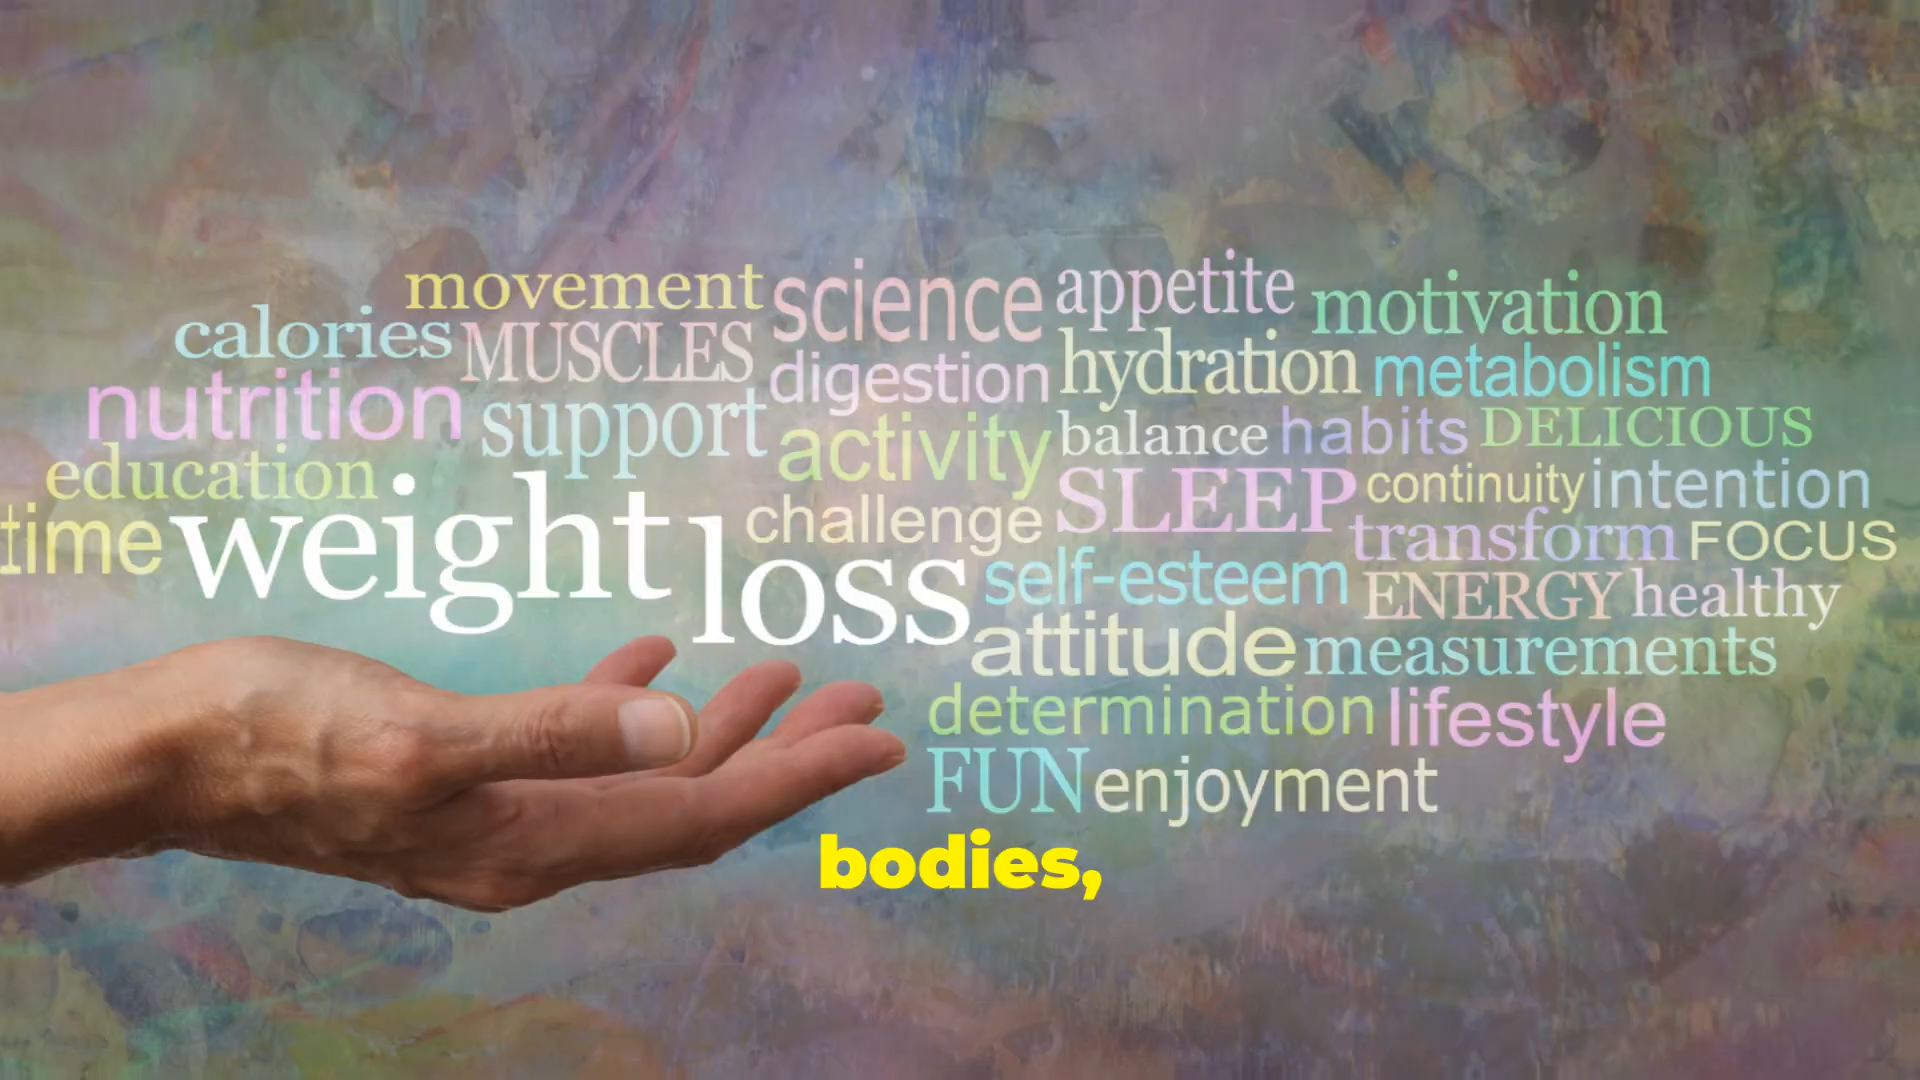 movement science appetite motivation
calories MUSCLES digestion hydration metabolism
nutrition support activity balance habits DELICIOUS
education challenge SLEEP continuity intention
time weight loss self-esteem transform FOCUS
ENERGY healthy
attitude measurements
determination lifestyle
FUN enjoyment
bodies,